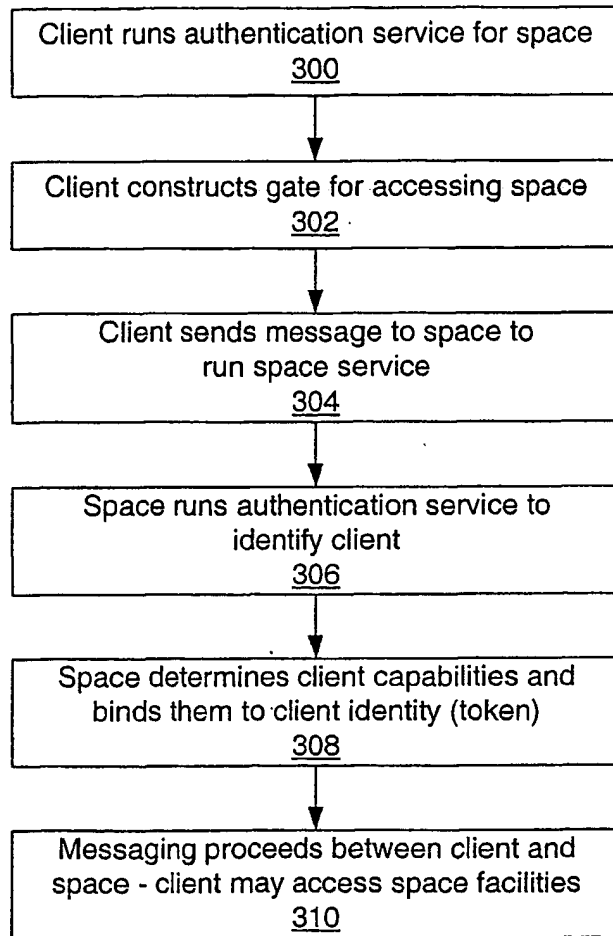 Client runs authentication service for space
300
Client constructs gate for accessing space
302
Client sends message to space to
run space service
304
Space runs authentication service to
identify client
306
Space determines client capabilities and
binds them to client identity (token)
308
Messaging proceeds between client and
space - client may access space facilities
310